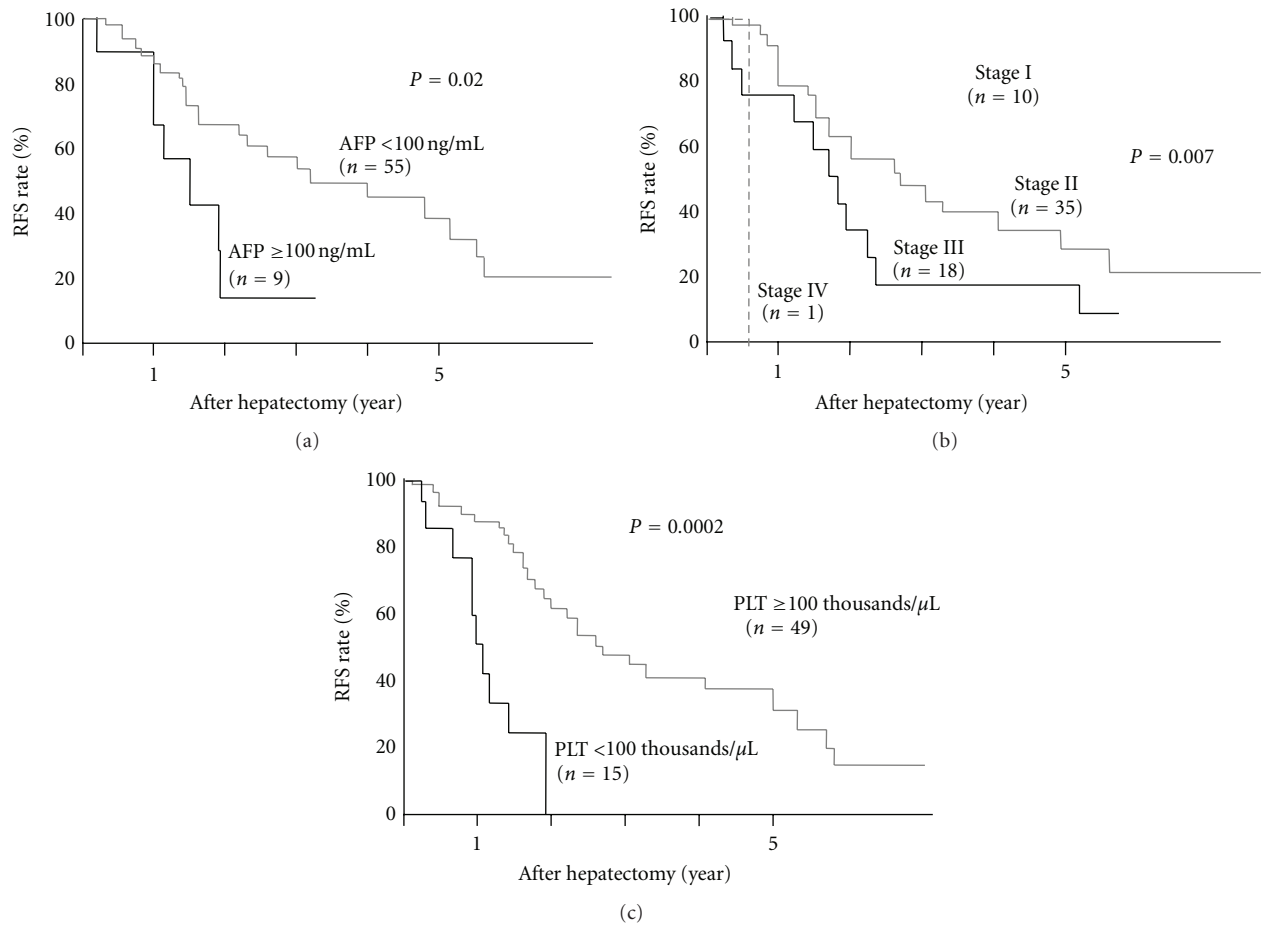 100
80
60
40
20
0
RFS rate (%)
P = 0.02
AFP <100 ng/mL
(n = 55)
AFP ≥100 ng/mL
(n = 9)
1
5
After hepatectomy (year)
(a)
100
80
60
40
20
0
RFS rate (%)
Stage I
(n = 10)
P = 0.007
Stage II
(n = 35)
Stage III
(n = 18)
Stage IV
(n = 1)
1
5
After hepatectomy (year)
(b)
100
80
60
40
20
0
RFS rate (%)
P = 0.0002
PLT ≥100 thousands/μL
(n = 49)
PLT <100 thousands/μL
(n = 15)
1
5
After hepatectomy (year)
(c)